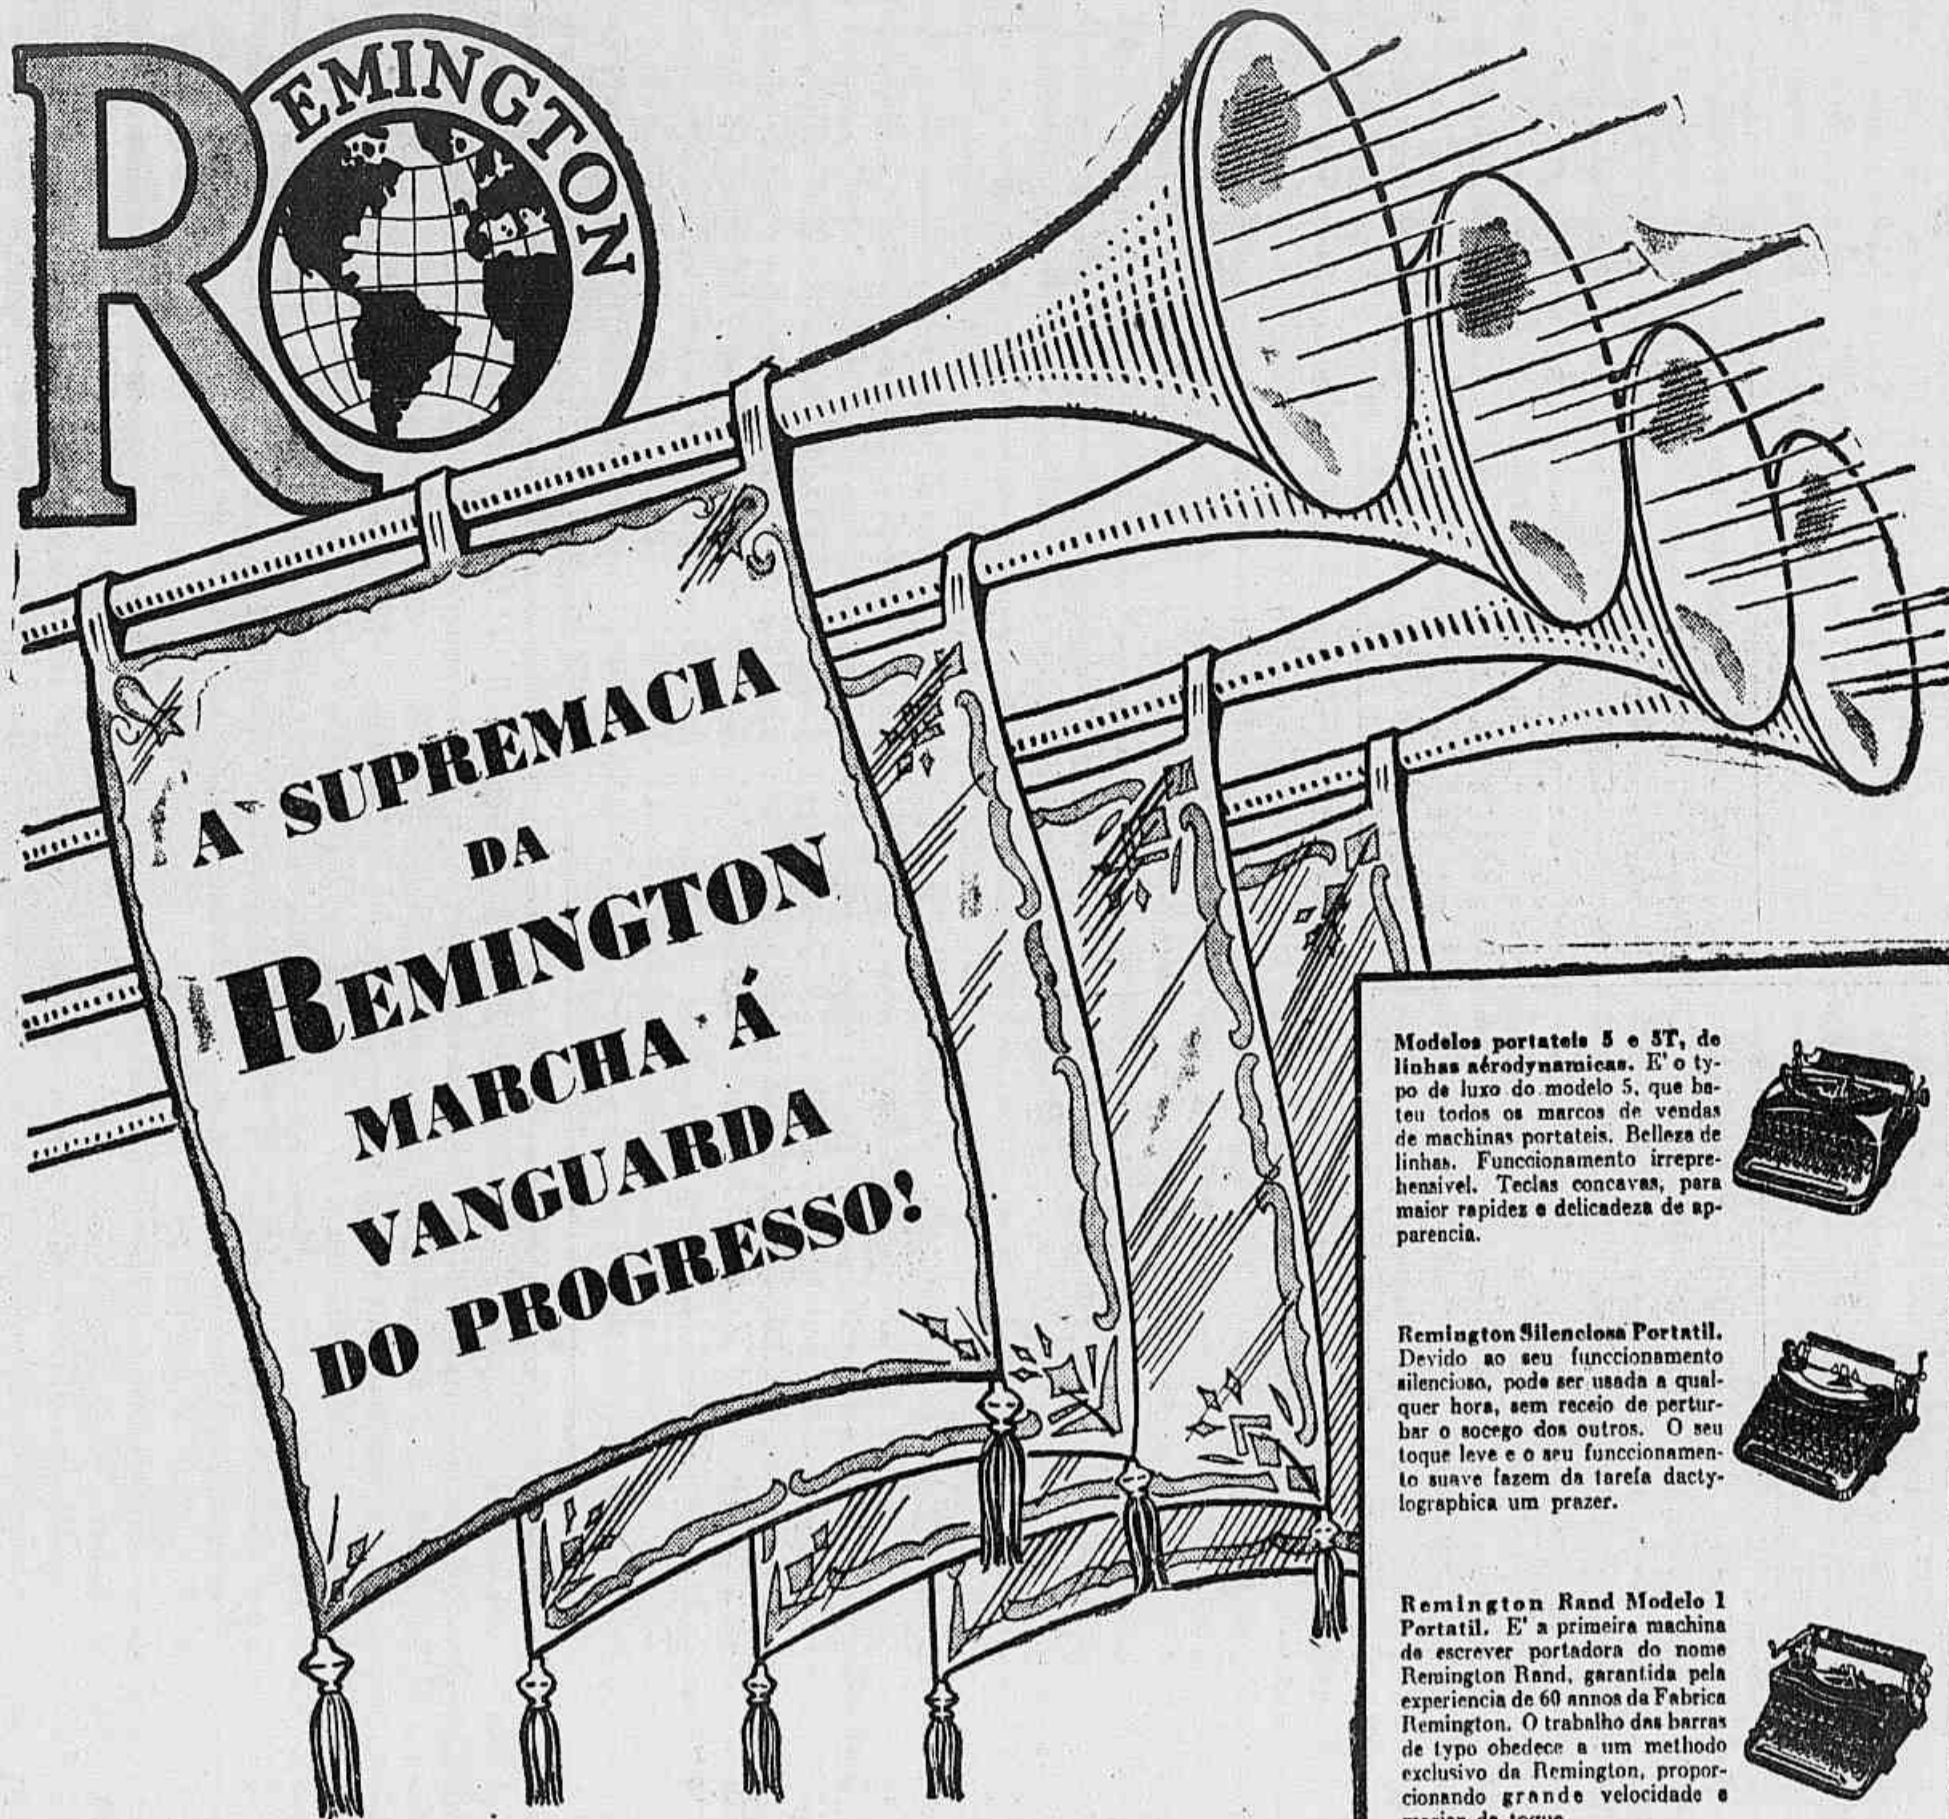 REMINGTON
A SUPREMACIA
DA
REMINGTON
MARCHA Á
VANGUARDA
DO PROGRESSO!
Modelos portateis 5 e 5T, de
linhas aérodynamicas. E' o ty-
po de luxo do modelo 5, que ba-
teu todos os marcos de vendas
de machinas portateis. Belleza de
linhas. Funccionamento irrepre-
hensivel. Teclas concavas, para
maior rapidez e delicadeza de ap-
parencia.
Remington Silenciosa Portatil.
Devido ao seu funccionamento
silencioso, pode ser usada a qual-
quer hora, sem receio de pertur-
bar o socego dos outros. O seu
toque leve e o seu funccionamen-
to suave fazem da tarefa dacty-
lographica um prazer.
Remington Rand Modelo 1
Portatil. E' a primeira machina
de escrever portadora do nome
Remington Rand, garantida pela
experiencia de 60 annos da Fabrica
Remington. O trabalho das barras
de typo obedece a um methodo
exclusivo da Remington, propor-
cionando grande velocidade e
de toque